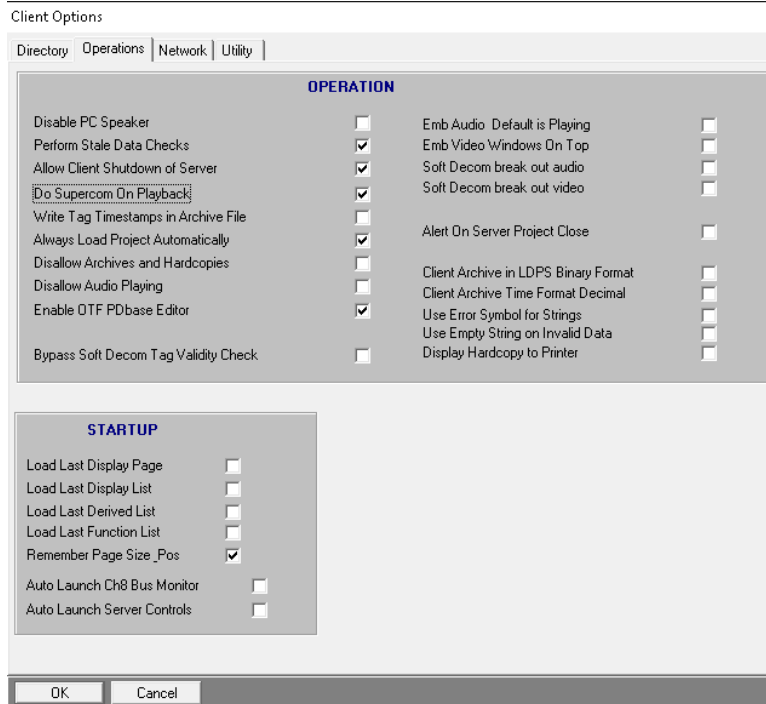 Client Options
Directory Operations Network Utility
OPERATION
Disable PC Speaker
Perform Stale Data Checks
Allow Client Shutdown of Server
Do Supercom On Playback
Write Tag Timestamps in Archive File
Always Load Project Automatically
Disallow Archives and Hardcopies
Disallow Audio Playing
Enable OTF PDbase Editor
Bypass Soft Decom Tag Validity Check
Emb Audio  Default is Playing
Emb Video Windows On Top
Soft Decom break out audio
Soft Decom break out video
Alert On Server Project Close
Client Archive in LDPS Binary Format
Client Archive Time Format Decimal
Use Error Symbol for Strings
Use Empty String on Invalid Data
Display Hardcopy to Printer
STARTUP
Load Last Display Page
Load Last Display List
Load Last Derived List
Load Last Function List
Remember Page Size_Pos
Auto Launch Ch8 Bus Monitor
Auto Launch Server Controls
OK Cancel